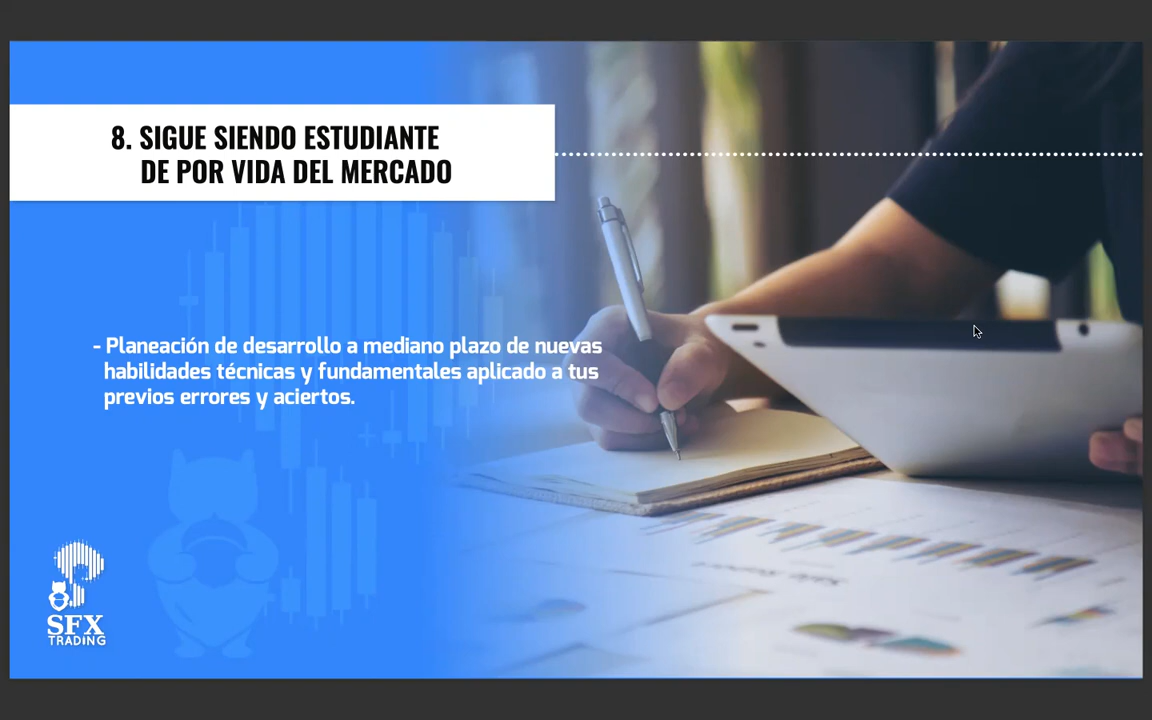 8. SIGUE SIENDO ESTUDIANTE
DE POR VIDA DEL MERCADO
- Planeación de desarrollo a mediano plazo de nuevas
habilidades técnicas y fundamentales aplicado a tus
previos errores y aciertos.
SFX
TRADING